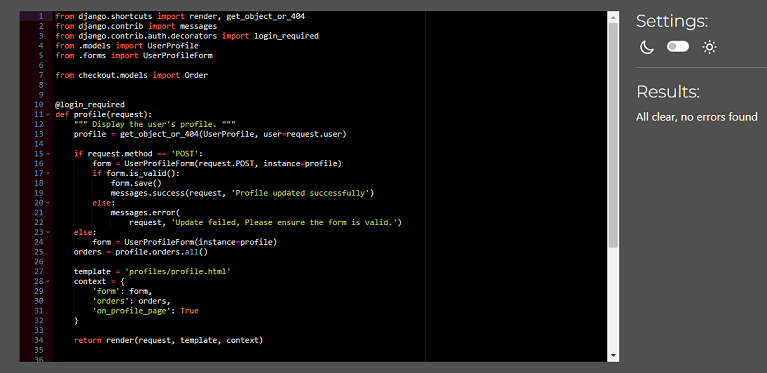 1 from django.shortcuts import render, get_object_or_404
2 from django.contrib import messages
3 from django.contrib.auth.decorators import login_required
4 from .models import UserProfile
5 from .forms import UserProfileForm
6
7 from checkout.models import Order
8
9
10 @login_required
11 def profile(request):
12     """ Display the user's profile. """
13     profile = get_object_or_404(UserProfile, user=request.user)
14
15     if request.method == 'POST':
16         form = UserProfileForm(request.POST, instance=profile)
17         if form.is_valid():
18             form.save()
19             messages.success(request, 'Profile updated successfully')
20         else:
21             messages.error(
22                 request, 'Update failed, Please ensure the form is valid.')
23     else:
24         form = UserProfileForm(instance=profile)
25     orders = profile.orders.all()
26
27     template = 'profiles/profile.html'
28     context = {
29         'form': form,
30         'orders': orders,
31         'on_profile_page': True
32     }
33
34     return render(request, template, context)
35
36
Settings:
Results:
All clear, no errors found